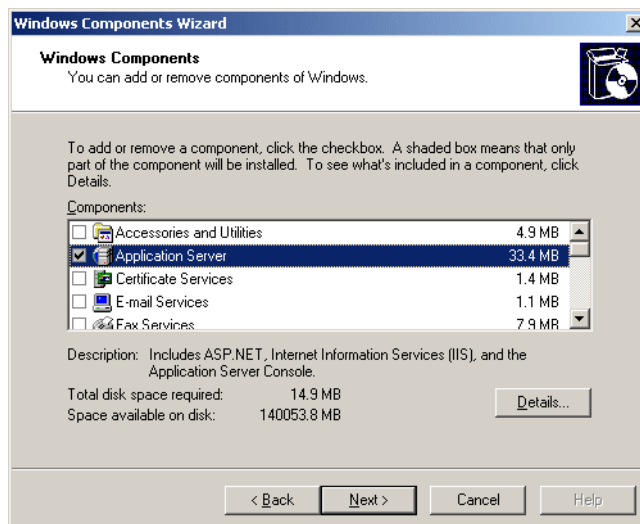 Windows Components Wizard
Windows Components
You can add or remove components of Windows.
To add or remove a component, click the checkbox. A shaded box means that only
part of the component will be installed. To see what's included in a component, click
Details.
Components:
Accessories and Utilities 4.9 MB
Application Server 33.4 MB
Certificate Services 1.4 MB
E-mail Services 1.1 MB
Fax Services 7.9 MB
Description: Includes ASP.NET, Internet Information Services (IIS), and the
Application Server Console.
Total disk space required: 14.9 MB
Space available on disk: 140053.8 MB
Details...
< Back Next > Cancel Help